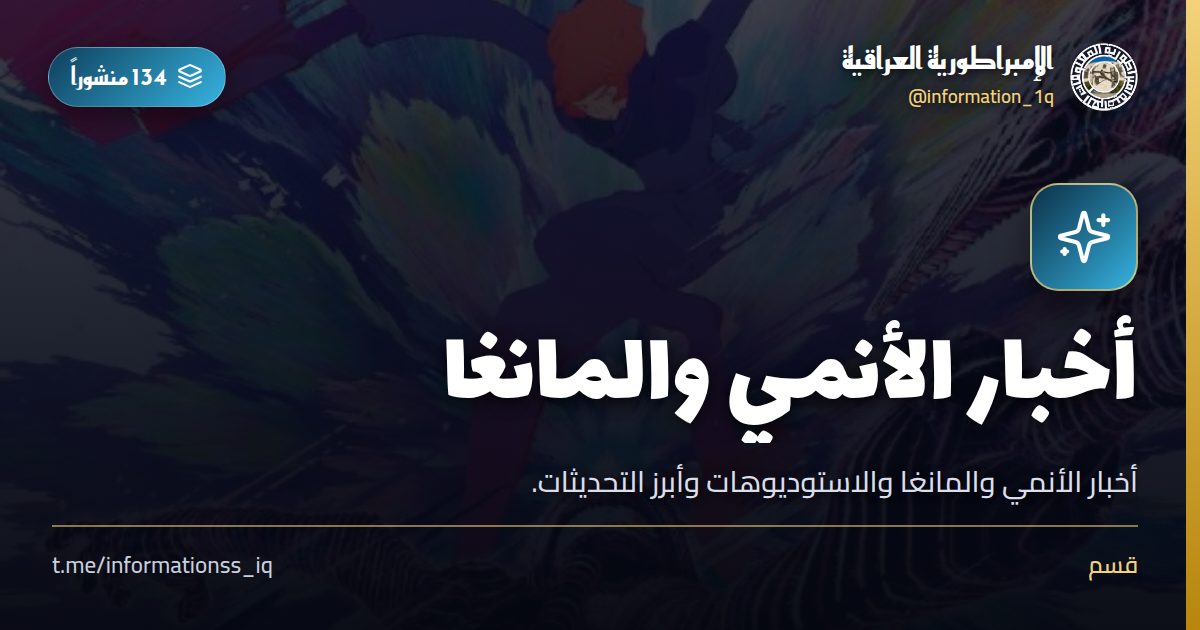 الإمبراطورية العراقية
@information_1q
134 منشوراً
أخبار الأنمي والمانغا
أخبار الأنمي والمانغا والاستوديوهات وأبرز التحديثات.
قسم
t.me/informationss_iq